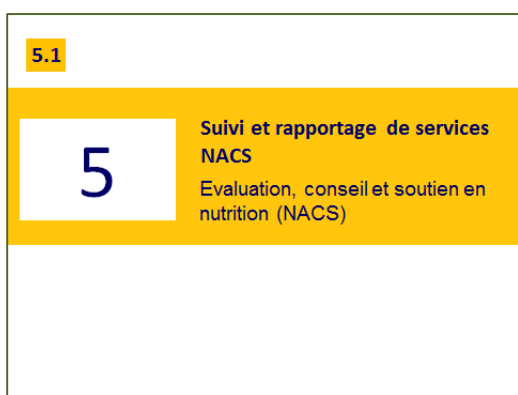 5.1
5
Suivi et rapportage de services
NACS
Evaluation, conseil et soutien en
nutrition (NACS)